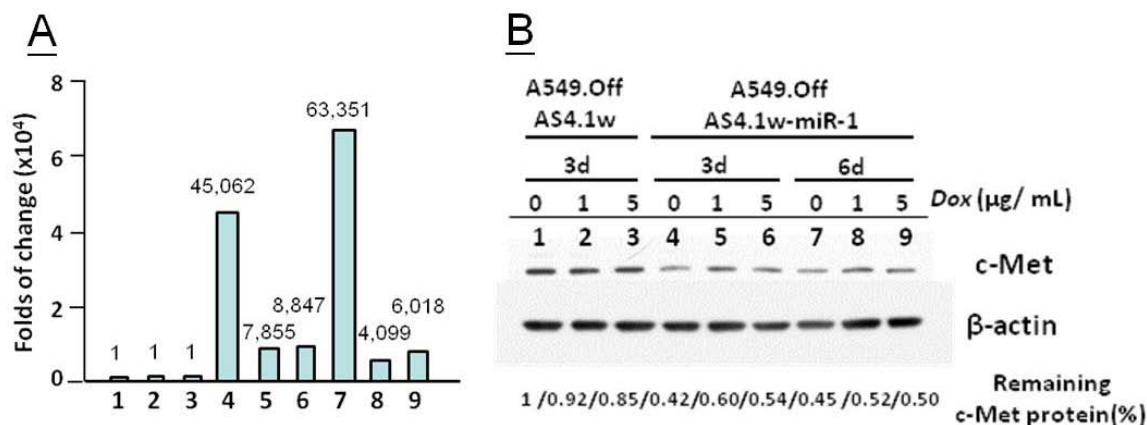 A
B
Folds of change (x10⁴)
8
6
4
2
0
1
1
1
45,062
7,855
8,847
63,351
4,099
6,018
1 2 3 4 5 6 7 8 9
A549.Off
AS4.1w
A549.Off
AS4.1w-miR-1
3d 3d 6d
0 1 5 0 1 5 0 1 5 Dox (µg/ mL)
1 2 3 4 5 6 7 8 9
c-Met
β-actin
1 /0.92/0.85/0.42/0.60/0.54/0.45 /0.52/0.50
Remaining
c-Met protein(%)